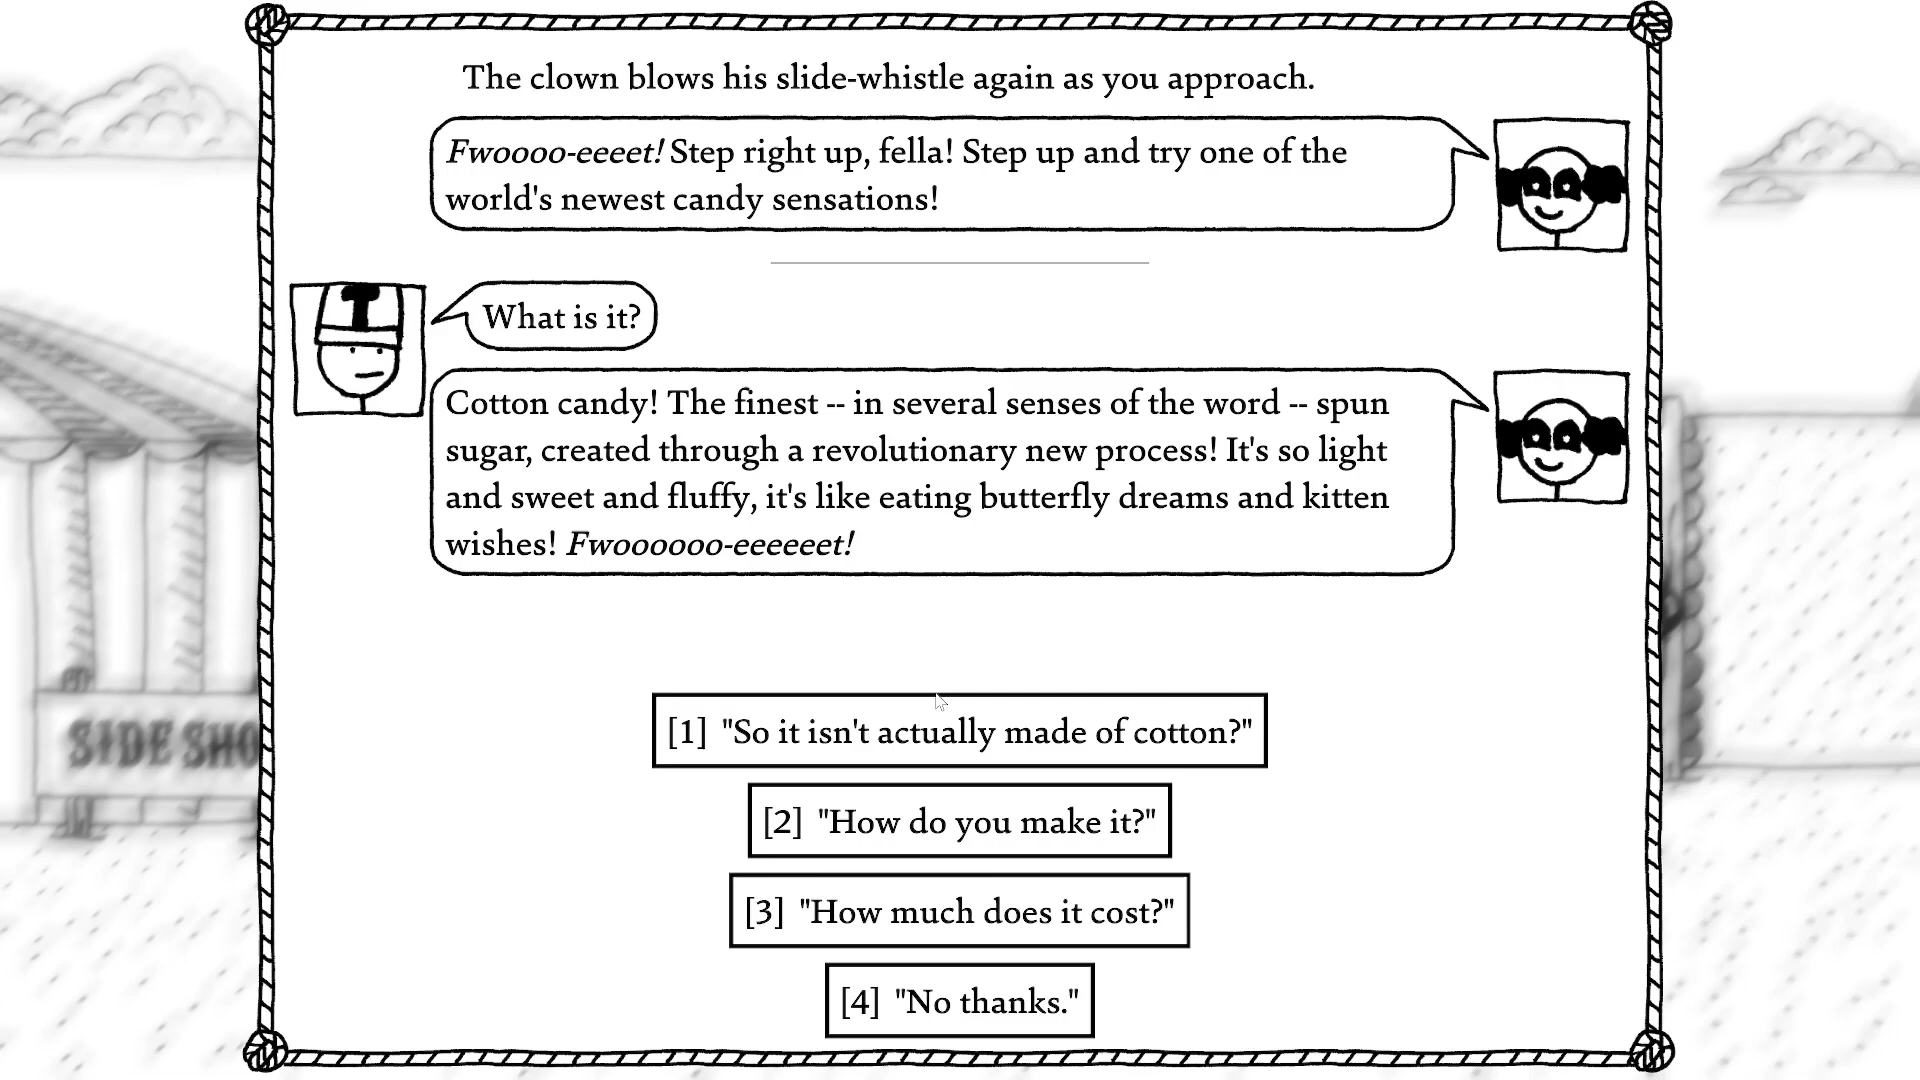 The clown blows his slide-whistle again as you approach.
Fwoooo-eeeet! Step right up, fella! Step up and try one of the
world's newest candy sensations!
What is it?
Cotton candy! The finest -- in several senses of the word -- spun
sugar, created through a revolutionary new process! It's so light
and sweet and fluffy, it's like eating butterfly dreams and kitten
wishes! Fwoooooo-eeeeeet!
[1] "So it isn't actually made of cotton?"
SIDE SHO
[2] "How do you make it?"
[3] "How much does it cost?"
[4] "No thanks."